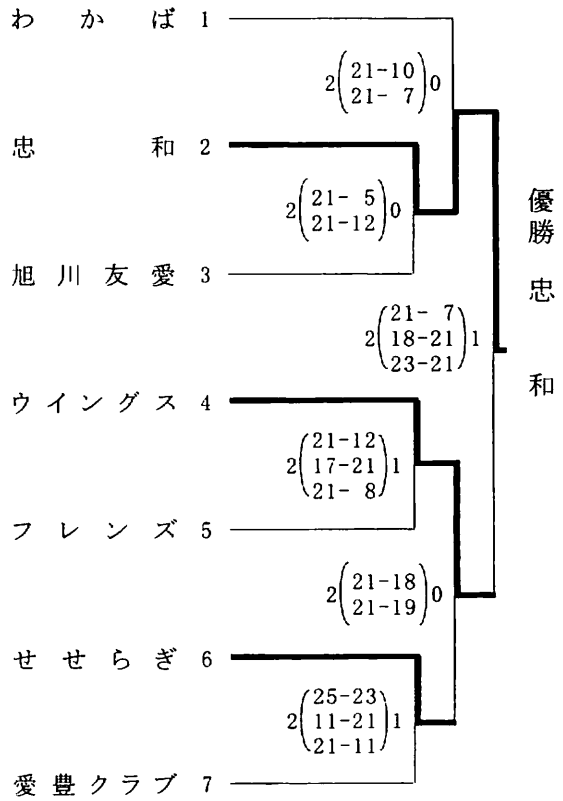 わかば 1
2(21-10 21- 7)0
忠和 2
2(21- 5 21-12)0
旭川友愛 3
2(21- 7 18-21 23-21)1
優勝 忠和
ウイングス 4
2(21-12 17-21 21- 8)1
フレンズ 5
2(21-18 21-19)0
せせらぎ 6
2(25-23 11-21 21-11)1
愛豊クラブ 7